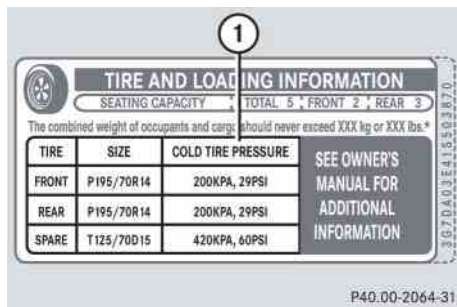 1
TIRE AND LOADING INFORMATION
SEATING CAPACITY TOTAL 5 FRONT 2 REAR 3
The combined weight of occupants and cargo should never exceed XXX kg or XXX lbs.*
TIRE SIZE COLD TIRE PRESSURE
FRONT P195/70R14 200KPA, 29PSI
REAR P195/70R14 200KPA, 29PSI
SPARE T125/70D15 420KPA, 60PSI
SEE OWNER'S
MANUAL FOR
ADDITIONAL
INFORMATION
3G7DA03E41S503870
P40.00-2064-31